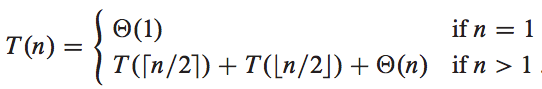 T(n) = { Θ(1) if n = 1
T(⌈n/2⌉) + T(⌊n/2⌋) + Θ(n) if n > 1 .